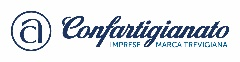 a Confartigianato
IMPRESE MARCA TREVIGIANA